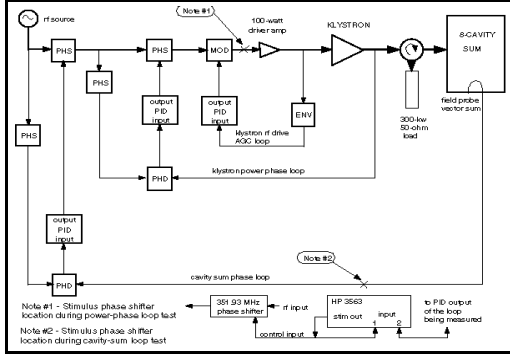 rf source
Note #1
100-watt
driver amp
KLYSTRON
8-CAVITY
SUM
PHS
PHS
MOD
PHS
PHS
output
PID
input
output
PID
input
ENV
klystron rf drive
AGC loop
300-kw
50-ohm
load
field probe
vector sum
PHD
klystron power phase loop
output
PID
input
Note #2
cavity sum phase loop
PHD
Note #1 - Stimulus phase shifter
location during power-phase loop test
Note #2 - Stimulus phase shifter
location during cavity-sum loop test
351.93 MHz
phase shifter
rf input
control input
HP 3563
stim out
input
1 2
to PID output
of the loop
being measured